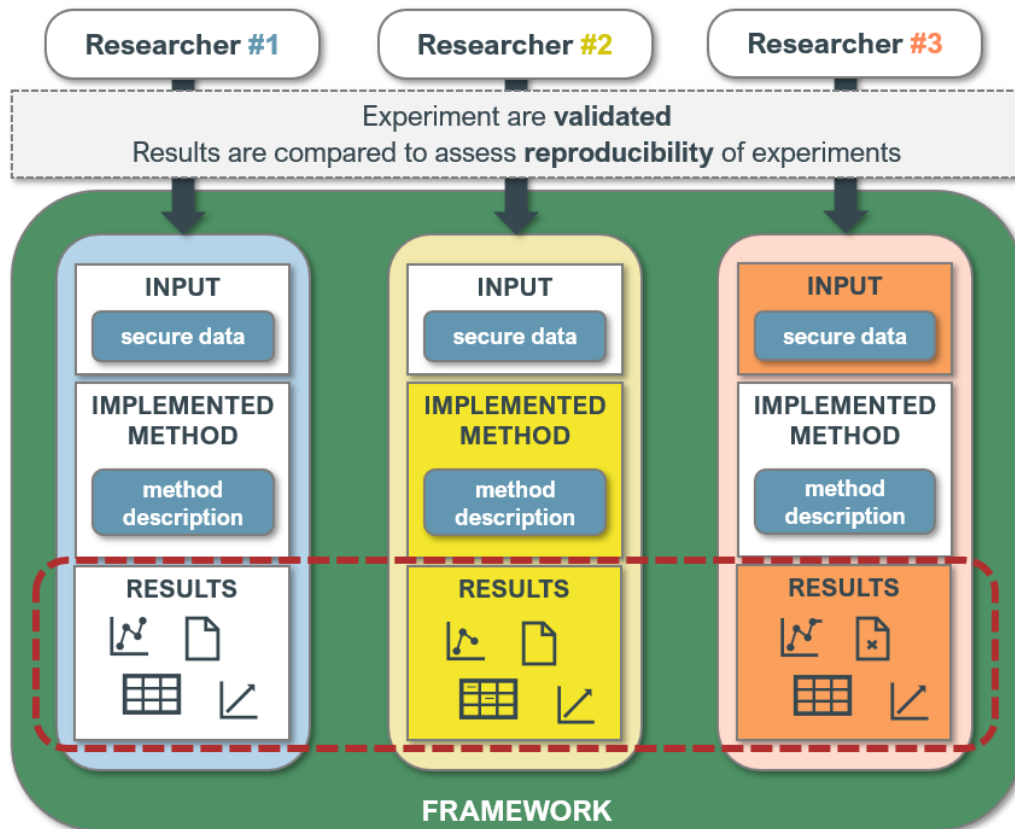 Researcher #1
Researcher #2
Researcher #3
Experiment are validated
Results are compared to assess reproducibility of experiments
INPUT
secure data
IMPLEMENTED
METHOD
method
description
RESULTS
INPUT
secure data
IMPLEMENTED
METHOD
method
description
RESULTS
INPUT
secure data
IMPLEMENTED
METHOD
method
description
RESULTS
FRAMEWORK